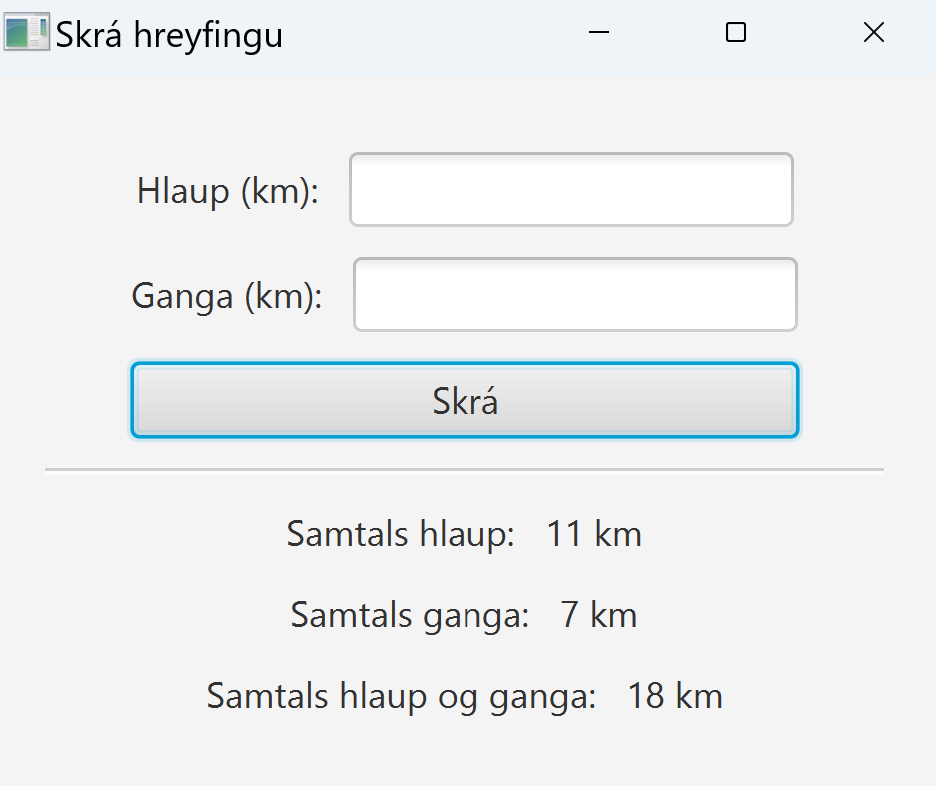 Skrá hreyfingu
Hlaup (km):
Ganga (km):
Skrá
Samtals hlaup: 11 km
Samtals ganga: 7 km
Samtals hlaup og ganga: 18 km